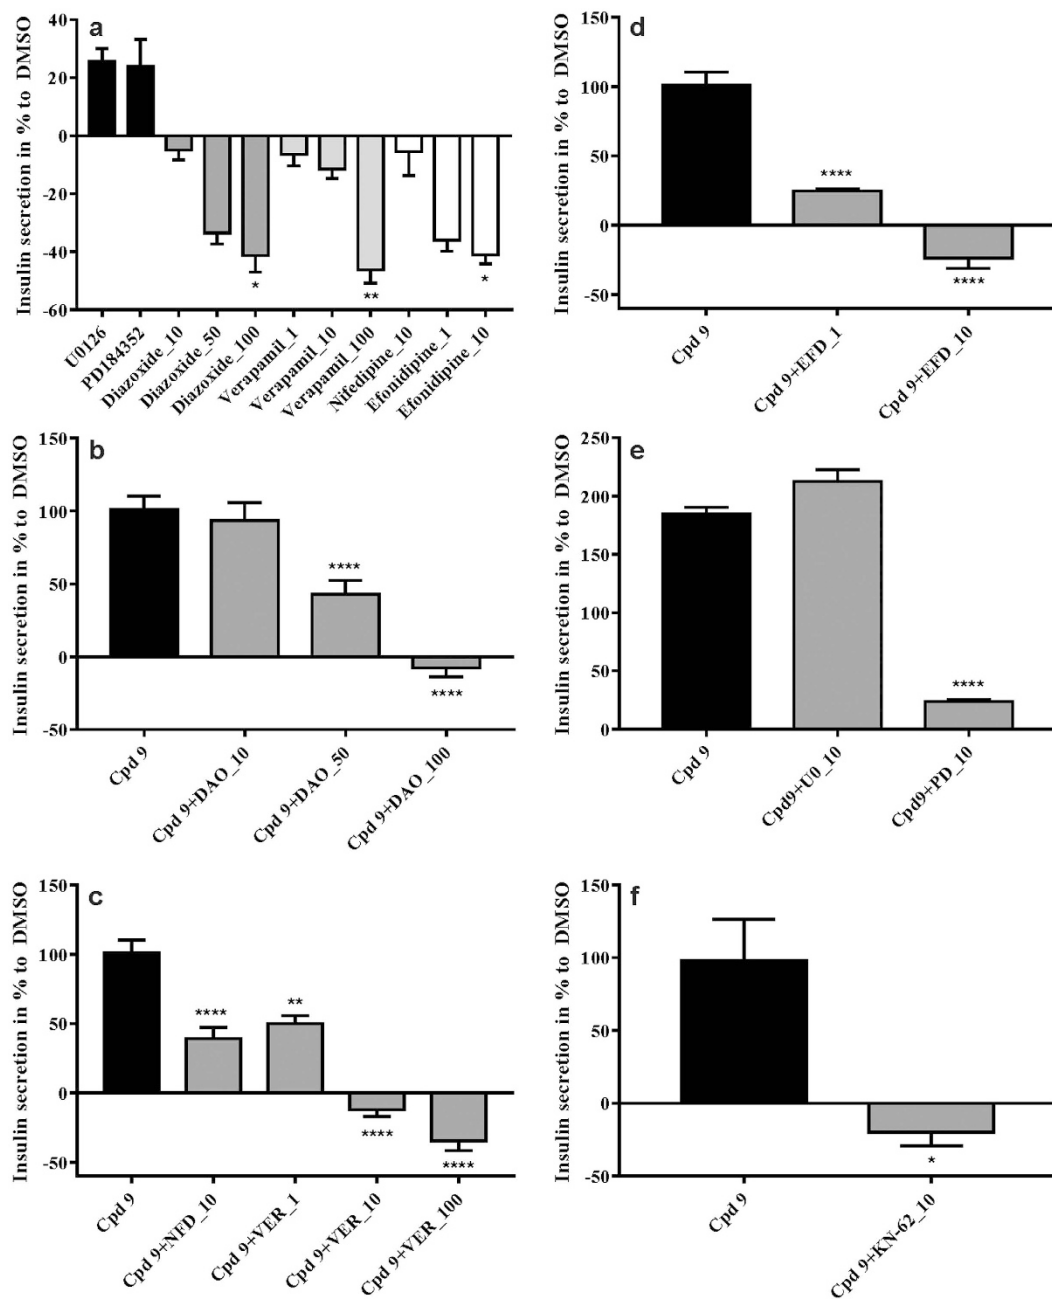 a
Insulin secretion in % to DMSO
40
20
0
-20
-40
-60
*
**
*
U0126
PD184352
Diazoxide_10
Diazoxide_50
Diazoxide_100
Verapamil_1
Verapamil_10
Verapamil_100
Nifedipine_10
Efonidipine_1
Efonidipine_10
b
Insulin secretion in % to DMSO
150
100
50
0
-50
****
****
Cpd 9
Cpd 9+DAO_10
Cpd 9+DAO_50
Cpd 9+DAO_100
c
Insulin secretion in % to DMSO
150
100
50
0
-50
****
**
****
****
Cpd 9
Cpd 9+NFD_10
Cpd 9+VER_1
Cpd 9+VER_10
Cpd 9+VER_100
d
Insulin secretion in % to DMSO
150
100
50
0
-50
****
****
Cpd 9
Cpd 9+EFD_1
Cpd 9+EFD_10
e
Insulin secretion in % to DMSO
250
200
150
100
50
0
****
Cpd 9
Cpd9+U0_10
Cpd9+PD_10
f
Insulin secretion in % to DMSO
150
100
50
0
-50
*
Cpd 9
Cpd 9+KN-62_10